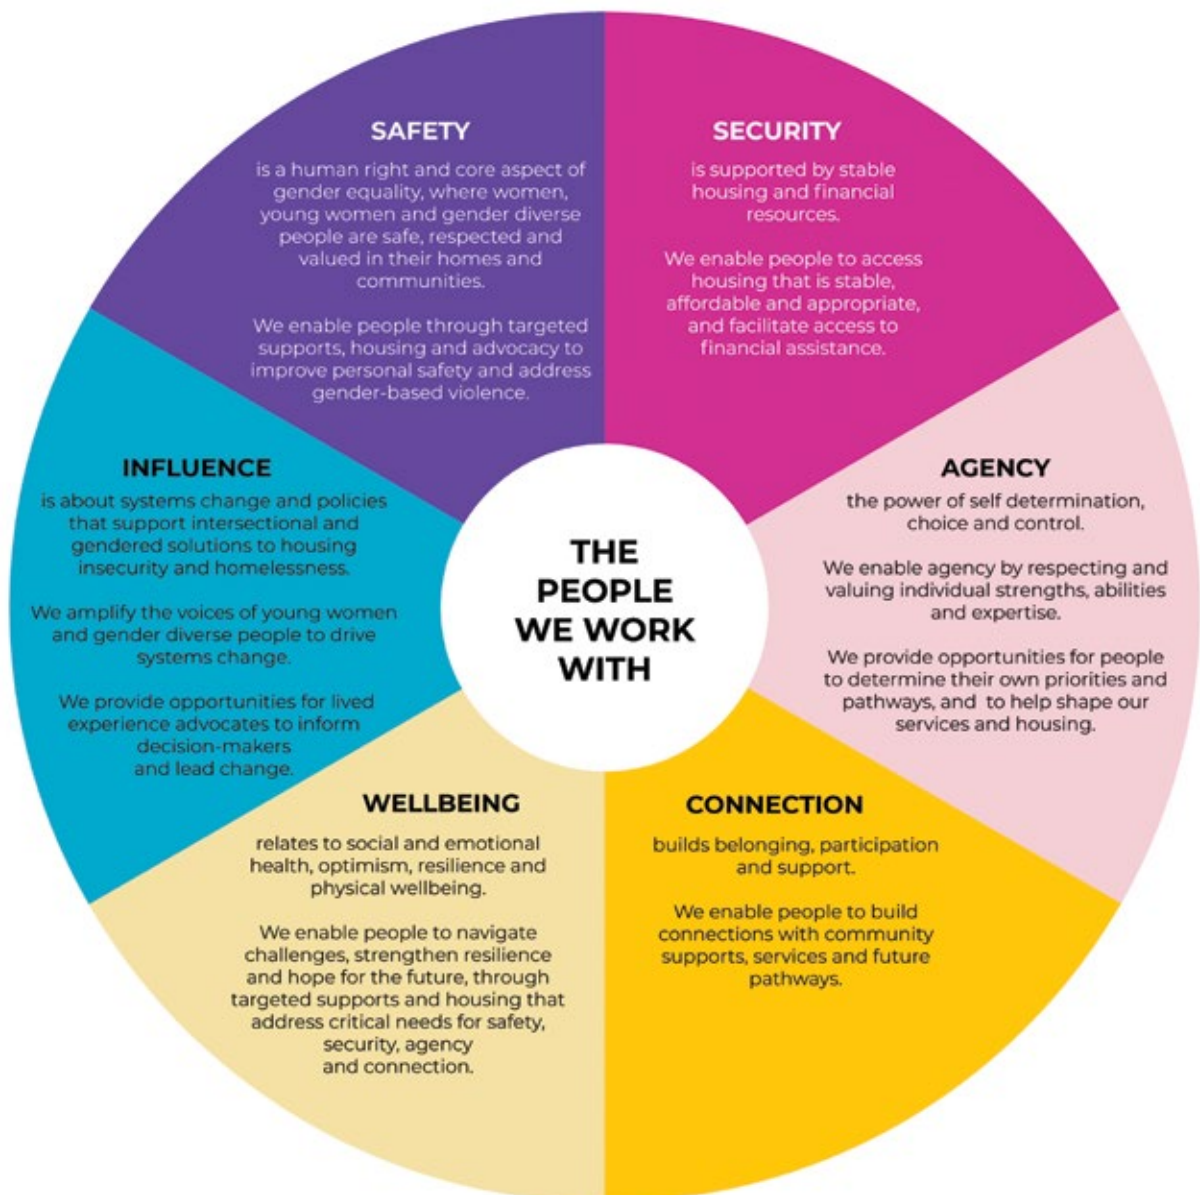 SAFETY
is a human right and core aspect of
gender equality, where women,
young women and gender diverse
people are safe, respected and
valued in their homes and
communities.
We enable people through targeted
supports, housing and advocacy to
improve personal safety and address
gender-based violence.
SECURITY
is supported by stable
housing and financial
resources.
We enable people to access
housing that is stable,
affordable and appropriate,
and facilitate access to
financial assistance.
AGENCY
the power of self determination,
choice and control.
We enable agency by respecting and
valuing individual strengths, abilities
and expertise.
We provide opportunities for people
to determine their own priorities and
pathways, and to help shape our
services and housing.
CONNECTION
builds belonging, participation
and support.
We enable people to build
connections with community
supports, services and future
pathways.
WELLBEING
relates to social and emotional
health, optimism, resilience and
physical wellbeing.
We enable people to navigate
challenges, strengthen resilience
and hope for the future, through
targeted supports and housing that
address critical needs for safety,
security, agency
and connection.
INFLUENCE
is about systems change and policies
that support intersectional and
gendered solutions to housing
insecurity and homelessness.
We amplify the voices of young women
and gender diverse people to drive
systems change.
We provide opportunities for lived
experience advocates to inform
decision-makers
and lead change.
THE
PEOPLE
WE WORK
WITH